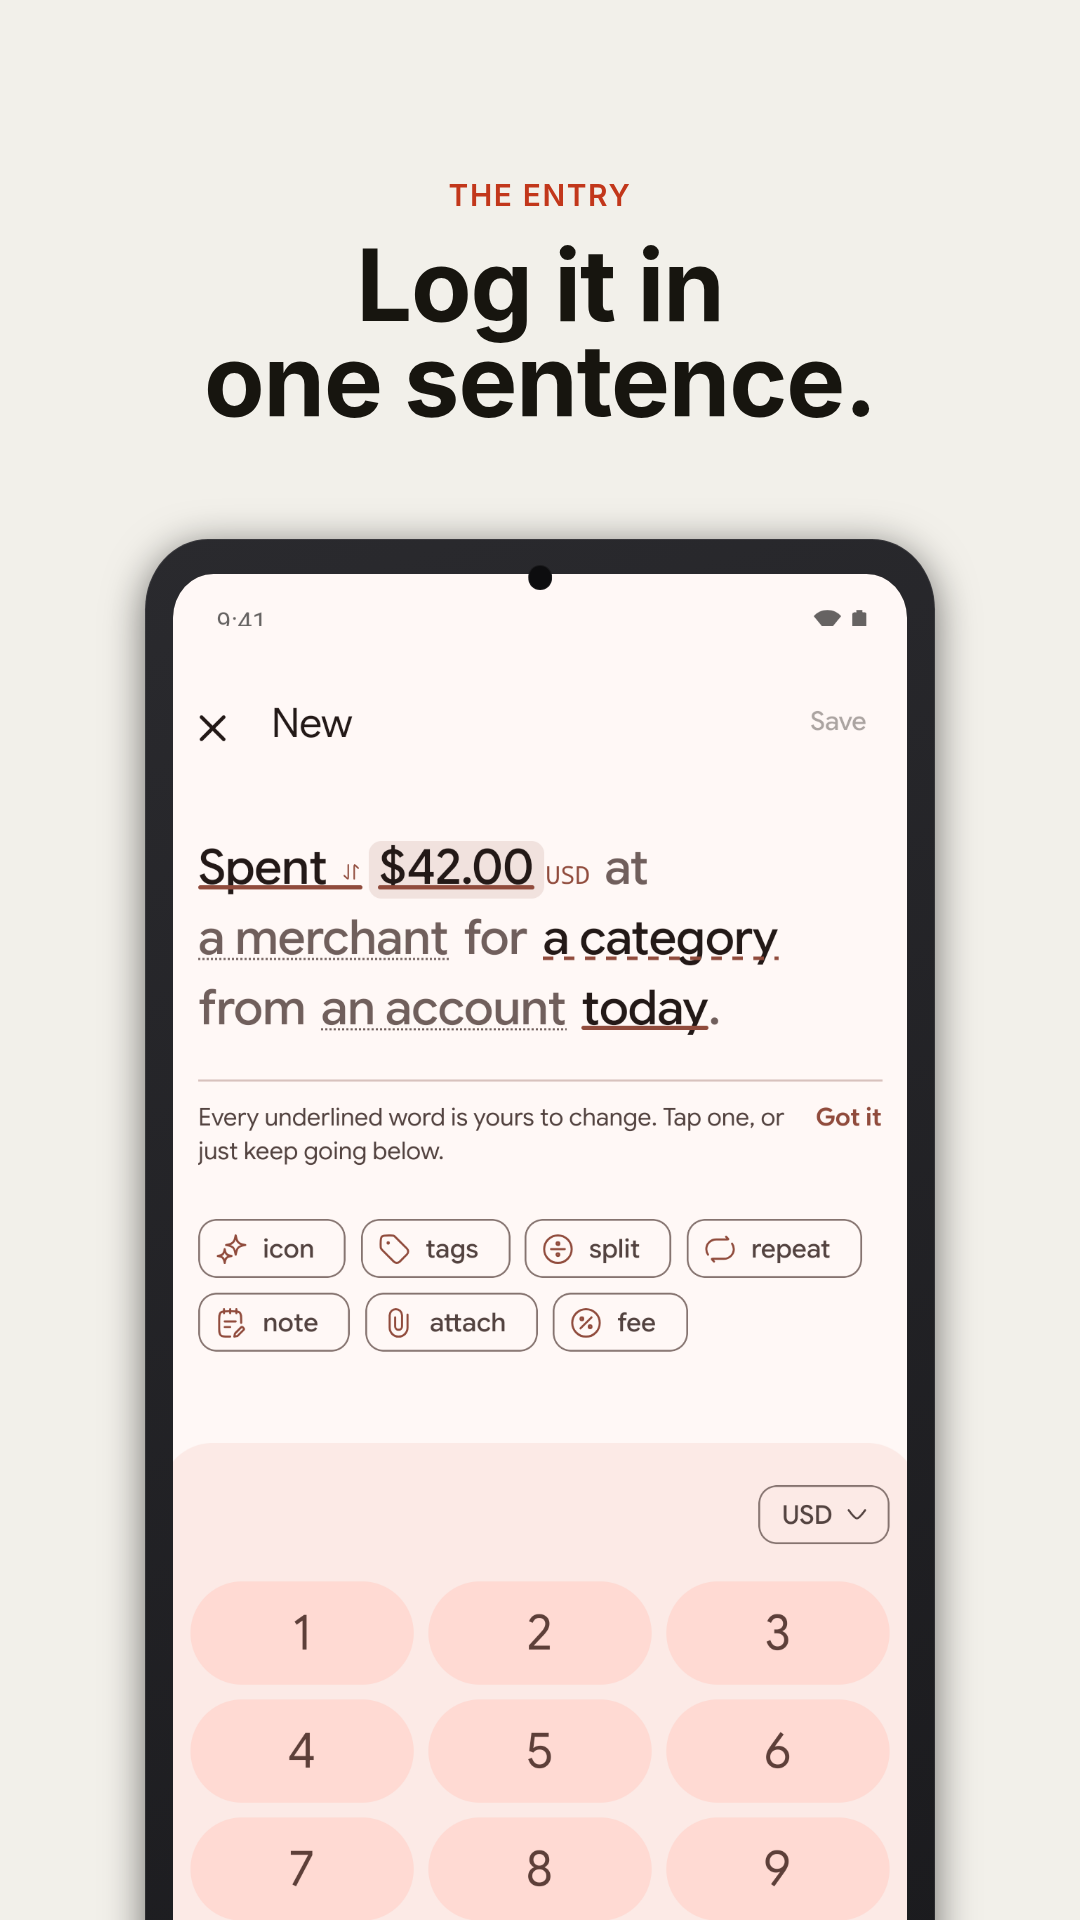 THE ENTRY
Log it in
one sentence.
9:41
New
Save
Spent $42.00 USD at
a merchant for a category
from an account today.
Every underlined word is yours to change. Tap one, or
just keep going below.
Got it
icon tags split repeat
note attach fee
USD
1 2 3
4 5 6
7 8 9